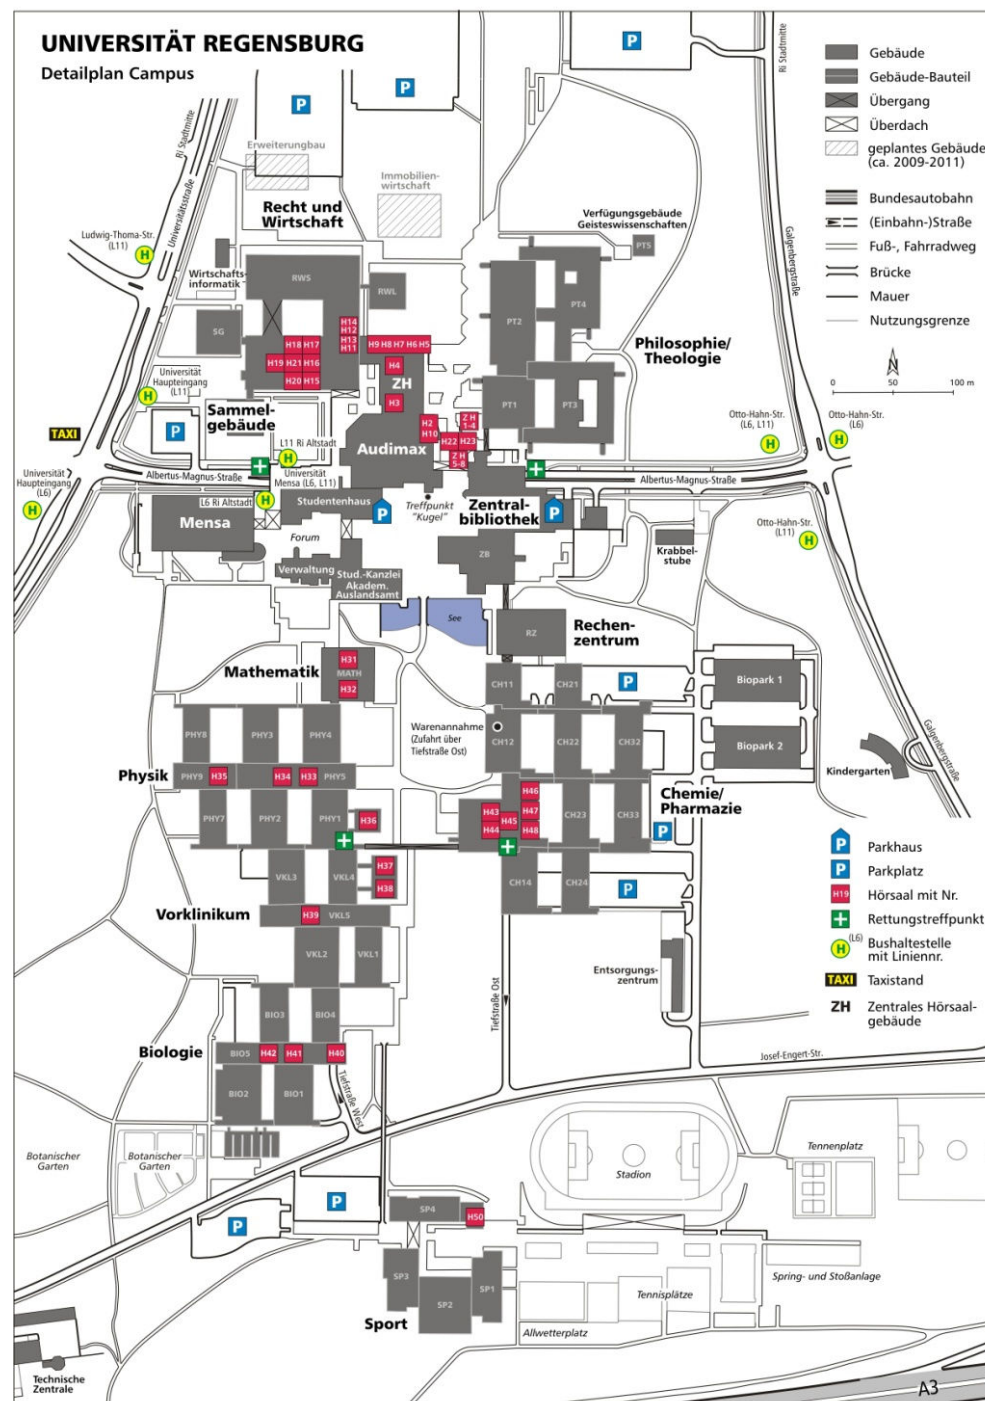 UNIVERSITÄT REGENSBURG
Detailplan Campus
P
P
P
Ri Stadtmitte
Ri Stadtmitte
Universitätsstraße
Galgenbergstraße
Gebäude
Gebäude-Bauteil
Übergang
Überdach
geplantes Gebäude
(ca. 2009-2011)
Bundesautobahn
(Einbahn-)Straße
Fuß-, Fahrradweg
Brücke
Mauer
Nutzungsgrenze
N
0 50 100 m
Erweiterungbau
Immobilien-
wirtschaft
Recht und
Wirtschaft
Verfügungsgebäude
Geisteswissenschaften
PT5
Ludwig-Thoma-Str.
(L11)
H
Wirtschafts-
informatik
RWS
RWL
SG
PT2
PT4
PT1
PT3
Philosophie/
Theologie
H14
H12
H13
H11
H18 H17
H19 H21 H16
H20 H15
H9 H8 H7 H6 H5
H4
ZH
H3
H2
H10
Z H
1-4
H22 H23
Z H
5-8
Universität
Haupteingang
(L11)
H
Sammel-
gebäude
Audimax
TAXI
P
L11 Ri Altstadt
H
Universität
Mensa (L6, L11)
Universität
Haupteingang
(L6)
H
Albertus-Magnus-Straße
Albertus-Magnus-Straße
Otto-Hahn-Str.
(L6, L11)
H
Otto-Hahn-Str.
(L6)
H
Otto-Hahn-Str.
(L11)
H
L6 Ri Altstadt
H
Mensa
Studentenhaus
P
Treffpunkt
"Kugel"
Zentral-
bibliothek
P
Forum
Verwaltung
Stud.-Kanzlei
Akadem.
Auslandsamt
ZB
Krabbel-
stube
See
RZ
Rechen-
zentrum
Mathematik
H31
MATH
H32
CH11
CH21
P
Biopark 1
Biopark 2
Galgenbergstraße
Kindergarten
Warenannahme
(Zufahrt über
Tiefstraße Ost)
CH12
CH22
CH32
PHY8
PHY3
PHY4
Physik
PHY9
H35
H34
H33
PHY5
PHY7
PHY2
PHY1
H36
Chemie/
Pharmazie
H46
H43
H47
H45
H44
H48
CH23
CH33
P
CH14
CH24
P
VKL3
VKL4
H37
H38
Vorklinikum
H39
VKL5
VKL2
VKL1
Entsorgungs-
zentrum
Tiefstraße Ost
P
Parkhaus
P
Parkplatz
H19
Hörsaal mit Nr.
Rettungstreffpunkt
H
(L6)
Bushaltestelle
mit Liniennr.
TAXI
Taxistand
ZH
Zentrales Hörsaal-
gebäude
BIO3
BIO4
Biologie
BIO5
H42
H41
H40
BIO2
BIO1
Tiefstraße West
Josef-Engert-Str.
Botanischer
Garten
Botanischer
Garten
Stadion
Tennenplatz
P
P
SP4
H50
SP3
SP2
SP1
Sport
Tennisplätze
Spring- und Stoßanlage
Allwetterplatz
Technische
Zentrale
A3